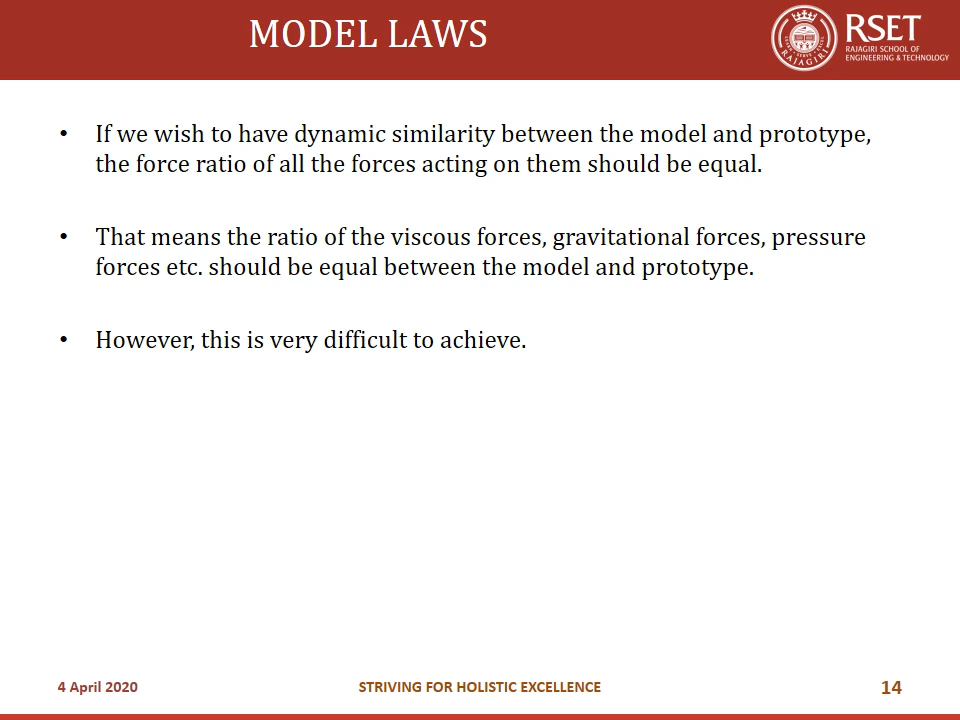 MODEL LAWS
RSET
RAJAGIRI SCHOOL OF
ENGINEERING & TECHNOLOGY
RAJAGIRI
• If we wish to have dynamic similarity between the model and prototype,
the force ratio of all the forces acting on them should be equal.
• That means the ratio of the viscous forces, gravitational forces, pressure
forces etc. should be equal between the model and prototype.
• However, this is very difficult to achieve.
4 April 2020
STRIVING FOR HOLISTIC EXCELLENCE
14